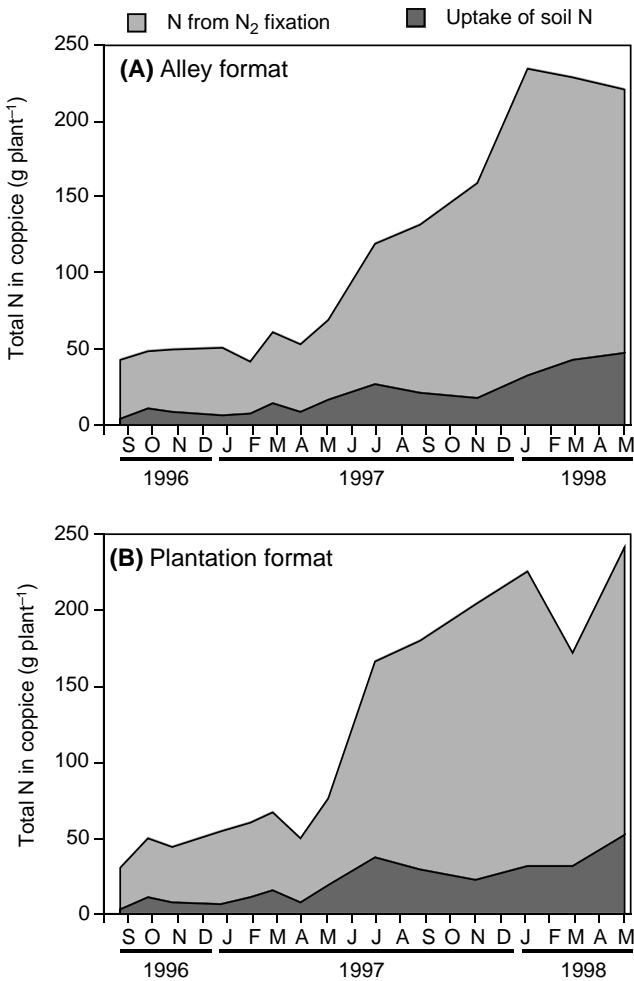 N from N₂ fixation
Uptake of soil N
(A) Alley format
Total N in coppice (g plant⁻¹)
250
200
150
100
50
0
S O N D J F M A M J J A S O N D J F M A M
1996 1997 1998
(B) Plantation format
Total N in coppice (g plant⁻¹)
250
200
150
100
50
0
S O N D J F M A M J J A S O N D J F M A M
1996 1997 1998